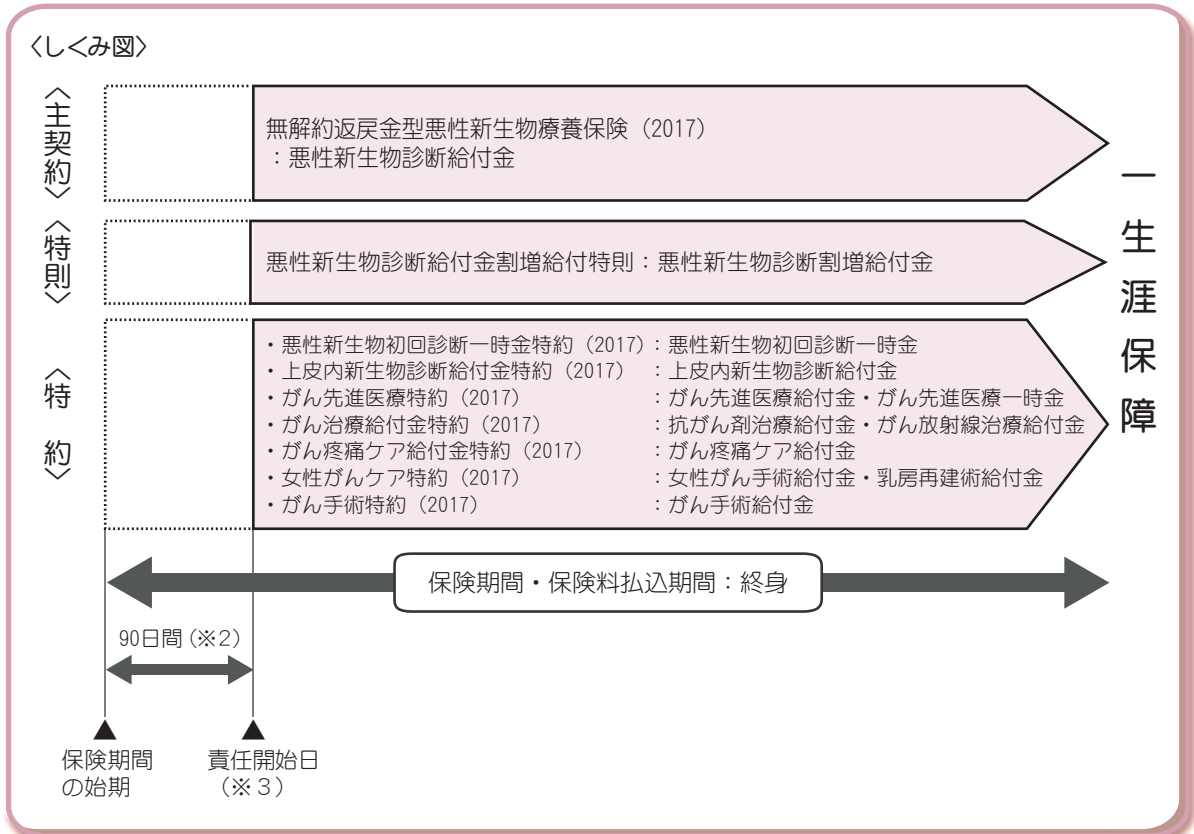 〈しくみ図〉
〈主契約〉
無解約返戻金型悪性新生物療養保険（2017）
：悪性新生物診断給付金
〈特則〉
悪性新生物診断給付金割増給付特則：悪性新生物診断割増給付金
〈特　約〉
・悪性新生物初回診断一時金特約（2017）：悪性新生物初回診断一時金
・上皮内新生物診断給付金特約（2017）：上皮内新生物診断給付金
・がん先進医療特約（2017）：がん先進医療給付金・がん先進医療一時金
・がん治療給付金特約（2017）：抗がん剤治療給付金・がん放射線治療給付金
・がん疼痛ケア給付金特約（2017）：がん疼痛ケア給付金
・女性がんケア特約（2017）：女性がん手術給付金・乳房再建術給付金
・がん手術特約（2017）：がん手術給付金
一生涯保障
保険期間・保険料払込期間：終身
90日間（※2）
▲
保険期間
の始期
▲
責任開始日
（※３）